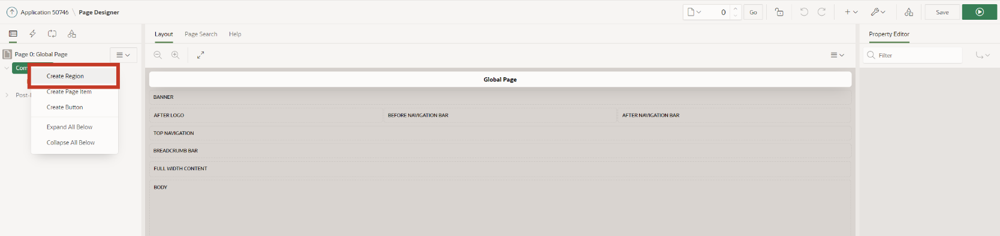 Application 50746 \ Page Designer
0
Go
Save
Layout
Page Search
Help
Property Editor
Page 0: Global Page
Filter
Com
Create Region
Global Page
Create Page Item
Post-
BANNER
Create Button
AFTER LOGO
BEFORE NAVIGATION BAR
AFTER NAVIGATION BAR
Expand All Below
TOP NAVIGATION
Collapse All Below
BREADCRUMB BAR
FULL WIDTH CONTENT
BODY